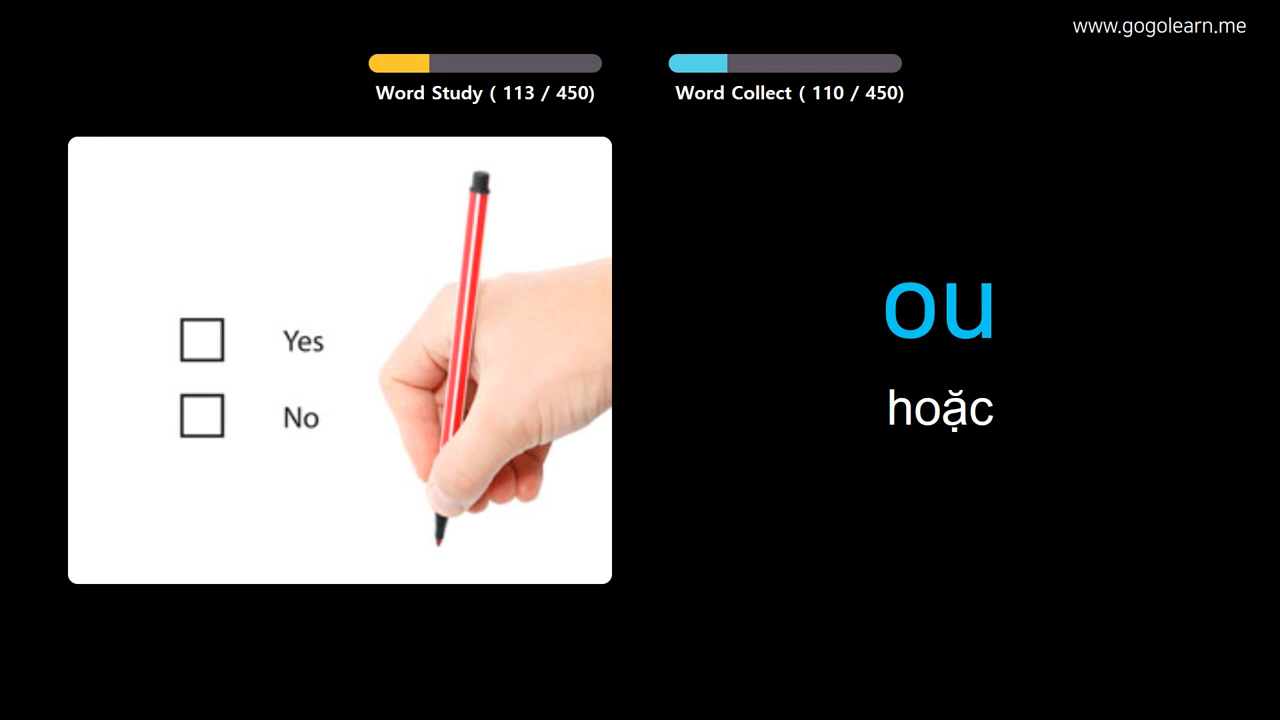 www.gogolearn.me
Word Study ( 113 / 450)
Word Collect ( 110 / 450)
Yes
No
ou
hoặc